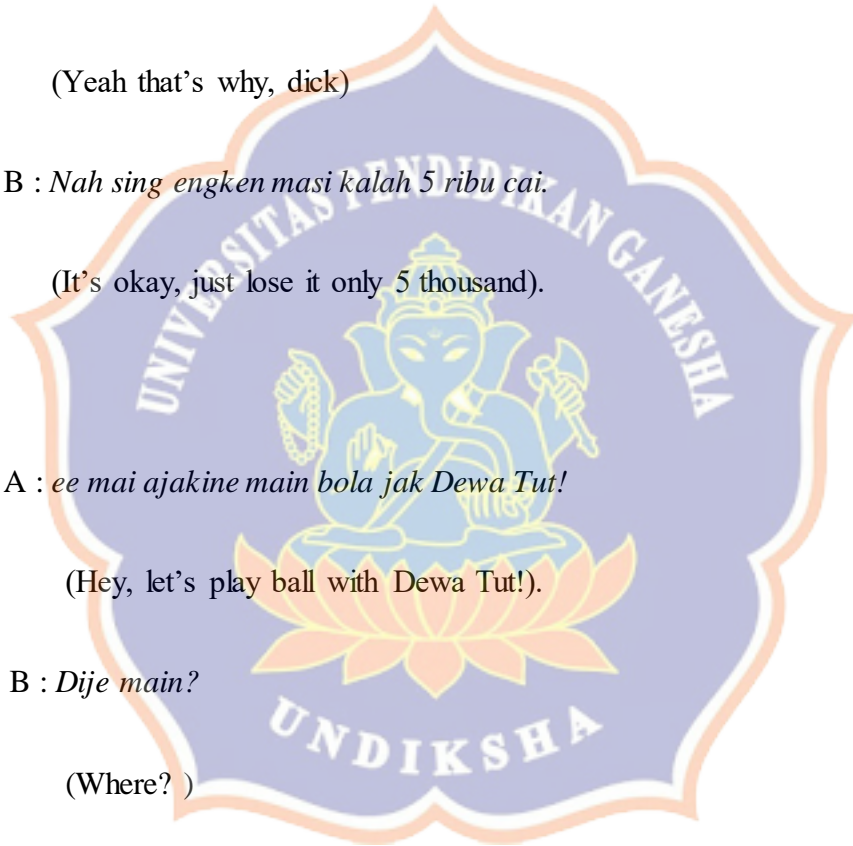 (Yeah that’s why, dick)
B : Nah sing engken masi kalah 5 ribu cai.
(It’s okay, just lose it only 5 thousand).
A : ee mai ajakine main bola jak Dewa Tut!
(Hey, let’s play ball with Dewa Tut!).
B : Dije main?
(Where? )
UNIVERSITAS PENDIDIKAN GANESHA
UNDIKSHA